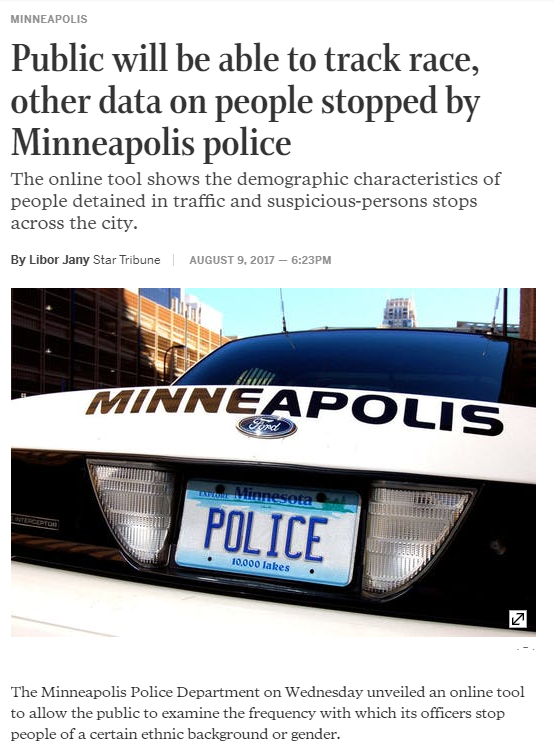 MINNEAPOLIS
Public will be able to track race,
other data on people stopped by
Minneapolis police
The online tool shows the demographic characteristics of
people detained in traffic and suspicious-persons stops
across the city.
By Libor Jany Star Tribune | AUGUST 9, 2017 — 6:23PM
MINNEAPOLIS
Ford
EXPLORE Minnesota
POLICE
10,000 lakes
INTERCEPTOR
The Minneapolis Police Department on Wednesday unveiled an online tool
to allow the public to examine the frequency with which its officers stop
people of a certain ethnic background or gender.